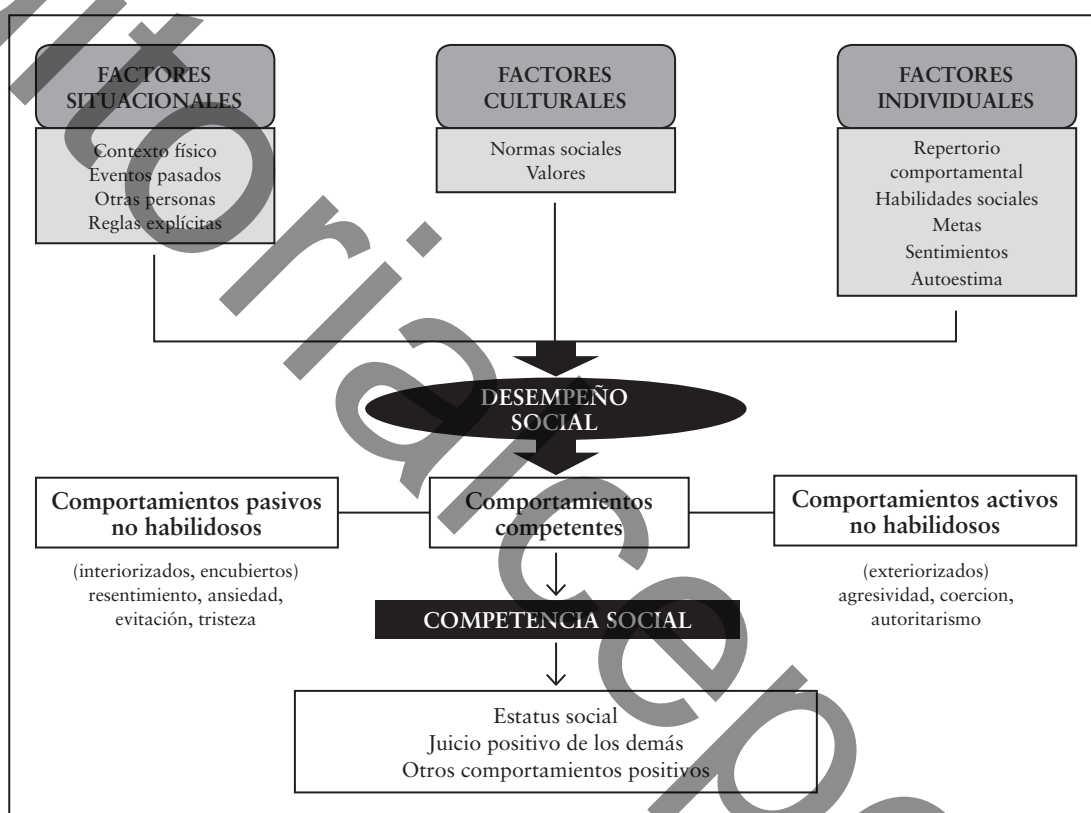 FACTORES
SITUACIONALES
Contexto físico
Eventos pasados
Otras personas
Reglas explícitas
FACTORES
CULTURALES
Normas sociales
Valores
FACTORES
INDIVIDUALES
Repertorio
comportamental
Habilidades sociales
Metas
Sentimientos
Autoestima
DESEMPEÑO
SOCIAL
Comportamientos pasivos
no habilidosos
(interiorizados, encubiertos)
resentimiento, ansiedad,
evitación, tristeza
Comportamientos
competentes
Comportamientos activos
no habilidosos
(exteriorizados)
agresividad, coercion,
autoritarismo
COMPETENCIA SOCIAL
Estatus social
Juicio positivo de los demás
Otros comportamientos positivos